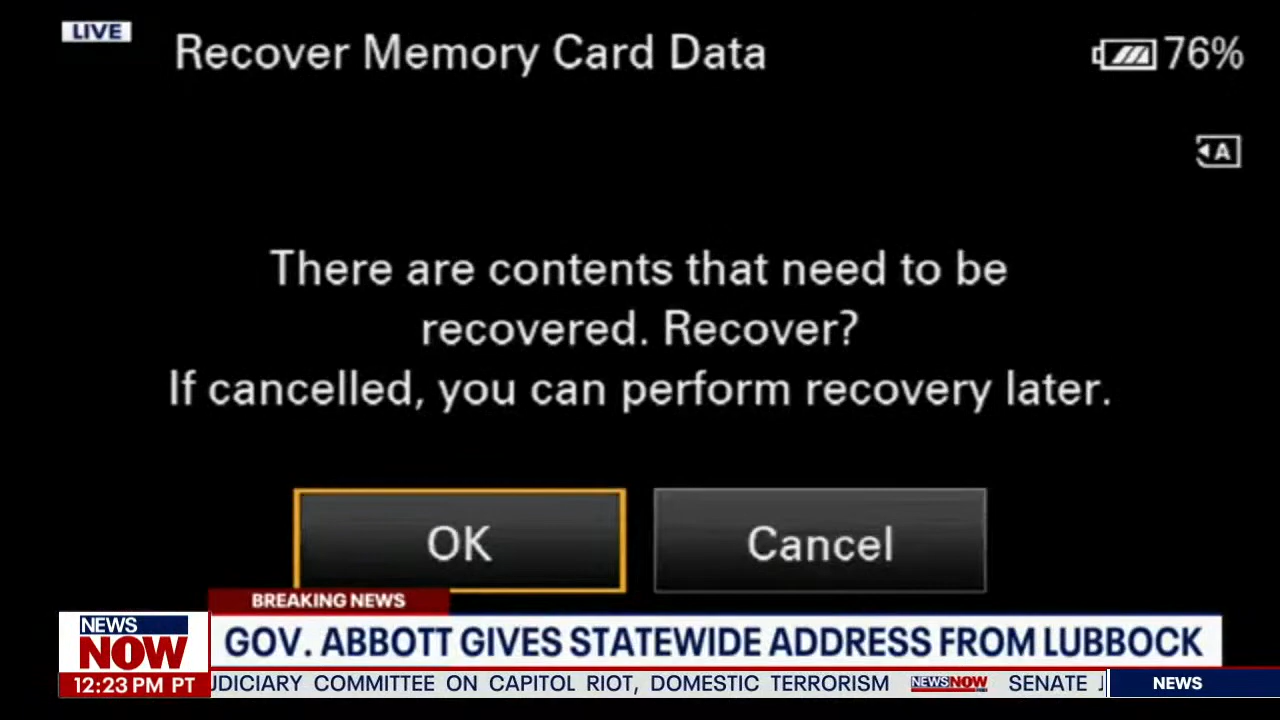 LIVE
Recover Memory Card Data
76%
A
There are contents that need to be
recovered. Recover?
If cancelled, you can perform recovery later.
OK
Cancel
BREAKING NEWS
NEWS
NOW
GOV. ABBOTT GIVES STATEWIDE ADDRESS FROM LUBBOCK
12:23 PM PT
UDICIARY COMMITTEE ON CAPITOL RIOT, DOMESTIC TERRORISM NEWSNOW SENATE J
NEWS